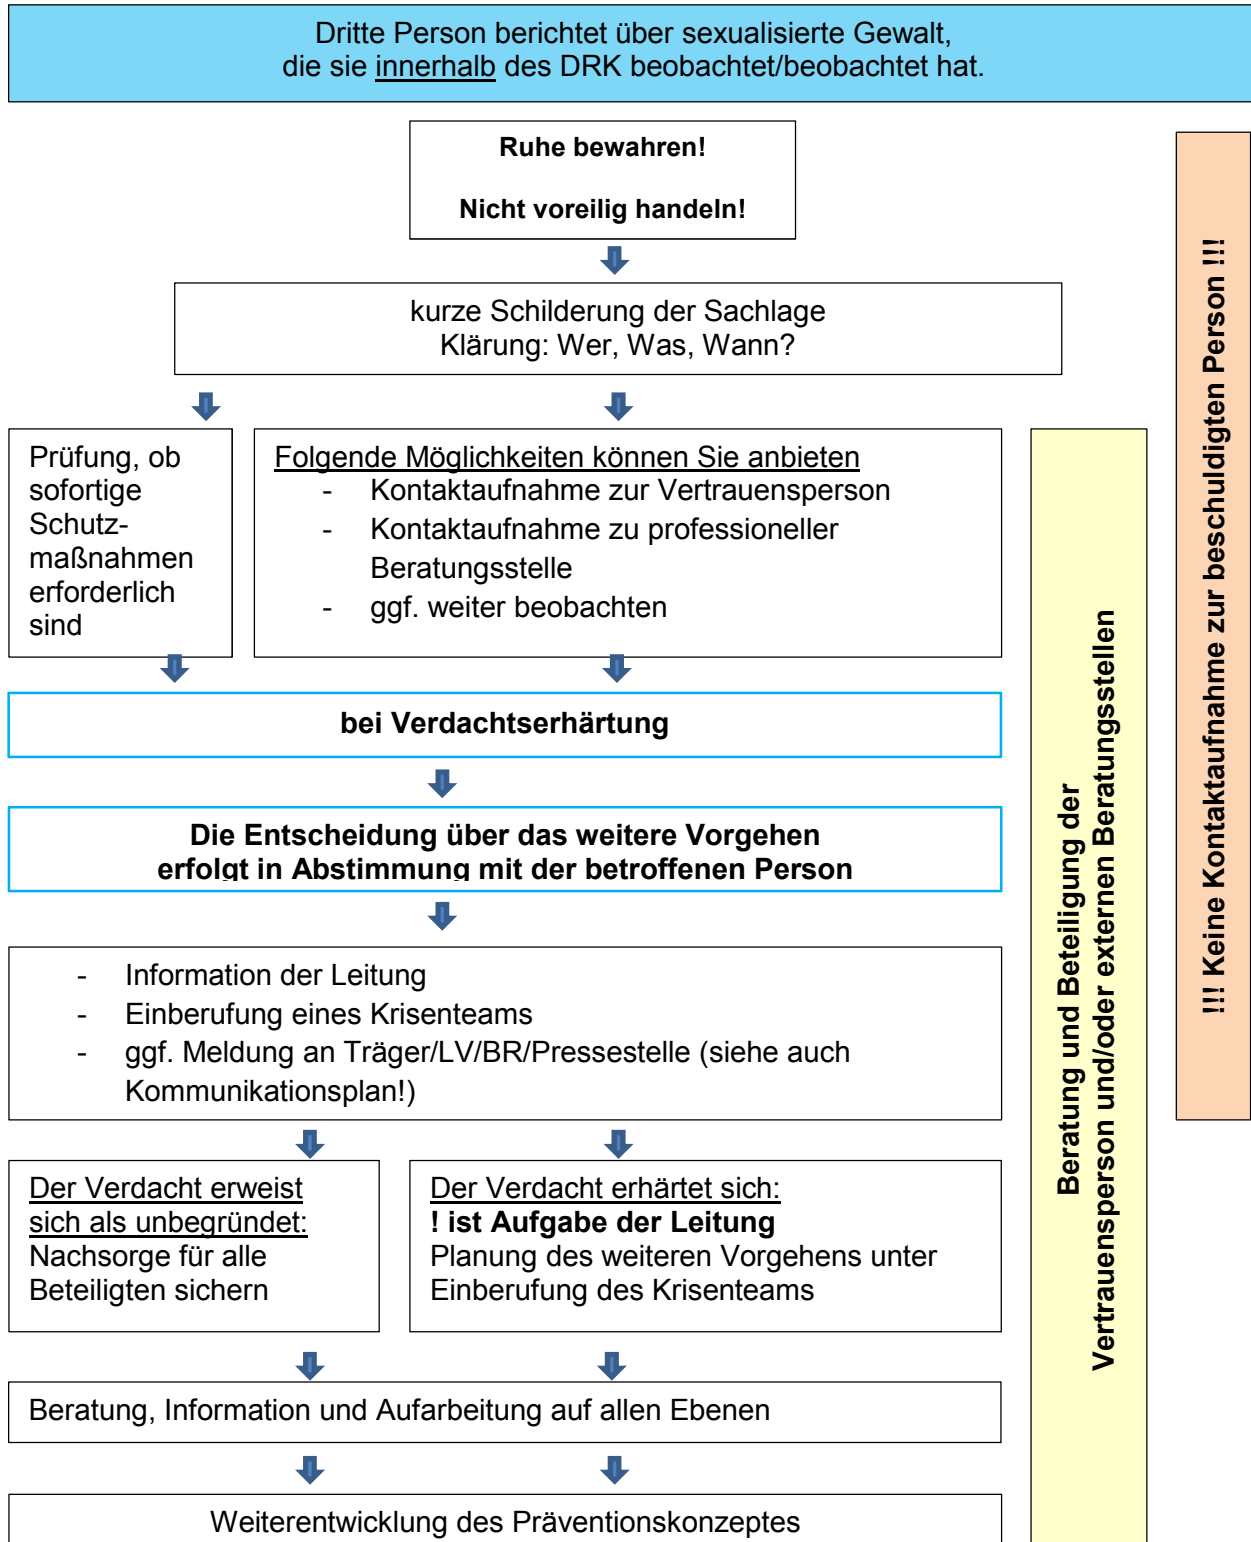 Dritte Person berichtet über sexualisierte Gewalt,
die sie innerhalb des DRK beobachtet/beobachtet hat.
Ruhe bewahren!
Nicht voreilig handeln!
kurze Schilderung der Sachlage
Klärung: Wer, Was, Wann?
Prüfung, ob
sofortige
Schutz-
maßnahmen
erforderlich
sind
Folgende Möglichkeiten können Sie anbieten
- Kontaktaufnahme zur Vertrauensperson
- Kontaktaufnahme zu professioneller
Beratungsstelle
- ggf. weiter beobachten
bei Verdachtserhärtung
Die Entscheidung über das weitere Vorgehen
erfolgt in Abstimmung mit der betroffenen Person
- Information der Leitung
- Einberufung eines Krisenteams
- ggf. Meldung an Träger/LV/BR/Pressestelle (siehe auch
Kommunikationsplan!)
Der Verdacht erweist
sich als unbegründet:
Nachsorge für alle
Beteiligten sichern
Der Verdacht erhärtet sich:
! ist Aufgabe der Leitung
Planung des weiteren Vorgehens unter
Einberufung des Krisenteams
Beratung, Information und Aufarbeitung auf allen Ebenen
Weiterentwicklung des Präventionskonzeptes
Beratung und Beteiligung der
Vertrauensperson und/oder externen Beratungsstellen
!!! Keine Kontaktaufnahme zur beschuldigten Person !!!